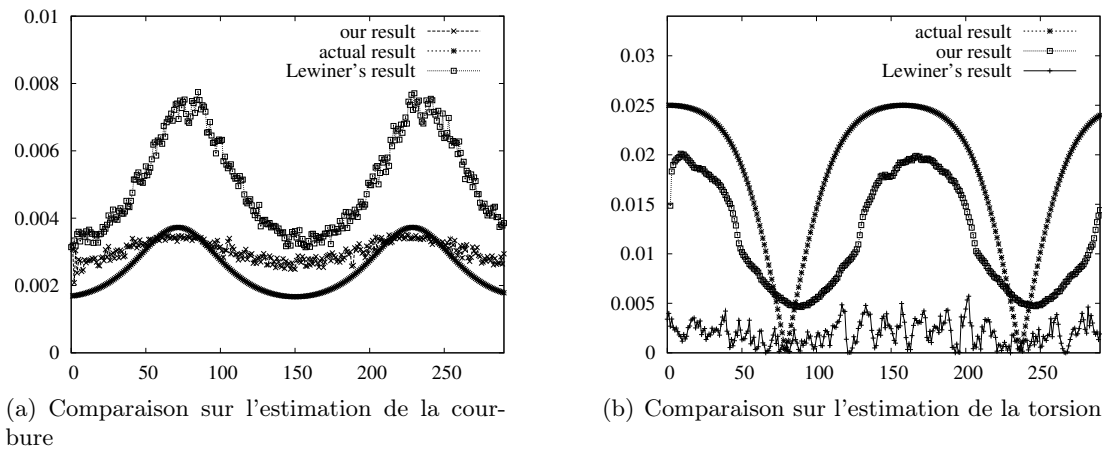 0.01
0.008
0.006
0.004
0.002
0
0 50 100 150 200 250
our result
actual result
Lewiner's result
(a) Comparaison sur l'estimation de la cour-
bure
0.03
0.025
0.02
0.015
0.01
0.005
0
0 50 100 150 200 250
actual result
our result
Lewiner's result
(b) Comparaison sur l'estimation de la torsion